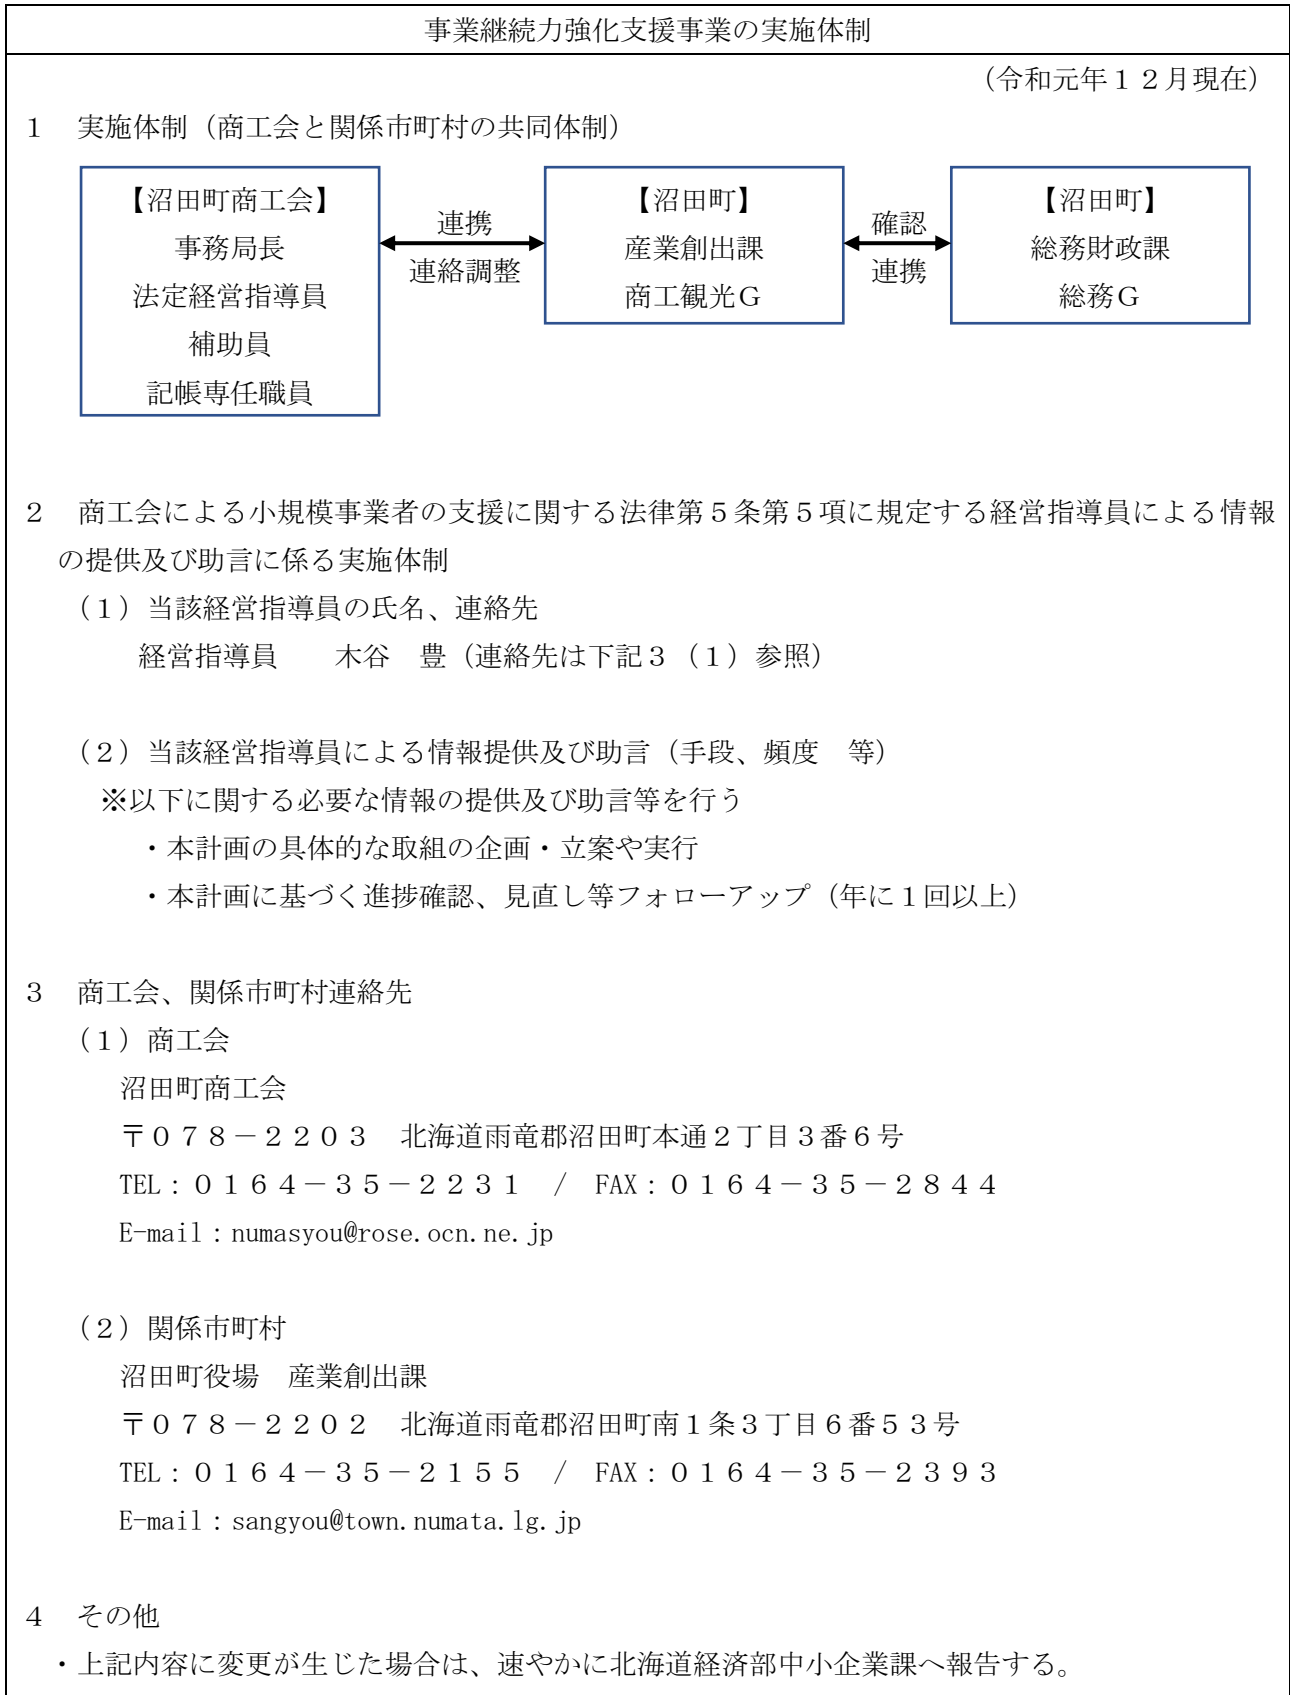 事業継続力強化支援事業の実施体制
（令和元年１２月現在）
１　実施体制（商工会と関係市町村の共同体制）
【沼田町商工会】
事務局長
法定経営指導員
補助員
記帳専任職員
連携
連絡調整
【沼田町】
産業創出課
商工観光Ｇ
確認
連携
【沼田町】
総務財政課
総務Ｇ
２　商工会による小規模事業者の支援に関する法律第５条第５項に規定する経営指導員による情報
の提供及び助言に係る実施体制
（１）当該経営指導員の氏名、連絡先
経営指導員　　木谷　豊（連絡先は下記３（１）参照）
（２）当該経営指導員による情報提供及び助言（手段、頻度　等）
※以下に関する必要な情報の提供及び助言等を行う
・本計画の具体的な取組の企画・立案や実行
・本計画に基づく進捗確認、見直し等フォローアップ（年に１回以上）
３　商工会、関係市町村連絡先
（１）商工会
沼田町商工会
〒０７８－２２０３　北海道雨竜郡沼田町本通２丁目３番６号
TEL：０１６４－３５－２２３１　/　FAX：０１６４－３５－２８４４
E-mail：numasyou@rose.ocn.ne.jp
（２）関係市町村
沼田町役場　産業創出課
〒０７８－２２０２　北海道雨竜郡沼田町南１条３丁目６番５３号
TEL：０１６４－３５－２１５５　/　FAX：０１６４－３５－２３９３
E-mail：sangyou@town.numata.lg.jp
４　その他
・上記内容に変更が生じた場合は、速やかに北海道経済部中小企業課へ報告する。